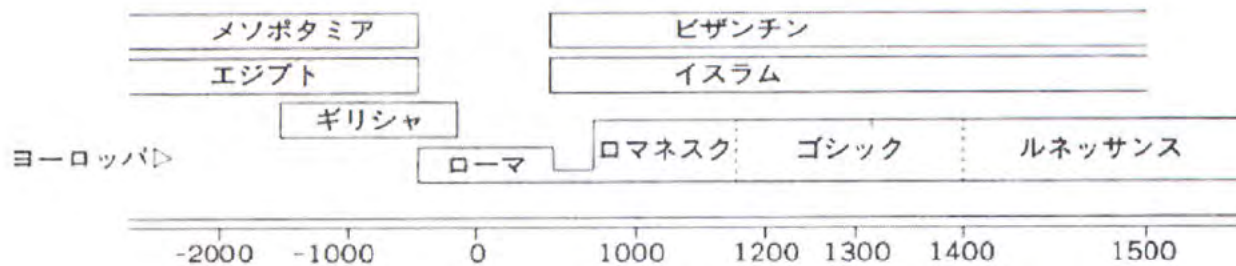 メソポタミア ビザンチン
エジプト イスラム
ギリシャ
ヨーロッパ▷ ローマ ロマネスク ゴシック ルネッサンス
-2000 -1000 0 1000 1200 1300 1400 1500